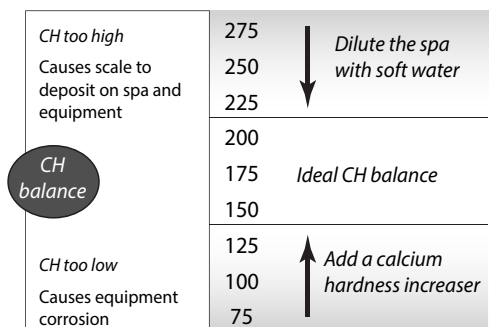 CH too high
Causes scale to
deposit on spa and
equipment
275
250
225
Dilute the spa
with soft water
CH
balance
200
175
150
Ideal CH balance
CH too low
Causes equipment
corrosion
125
100
75
Add a calcium
hardness increaser